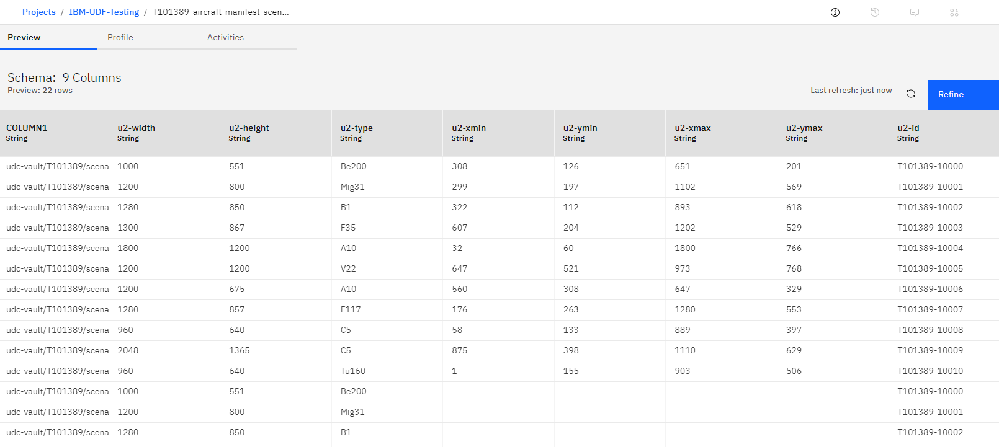 Projects / IBM-UDF-Testing / T101389-aircraft-manifest-scen...
Preview Profile Activities
Schema: 9 Columns
Preview: 22 rows
Last refresh: just now
Refine
COLUMN1 u2-width u2-height u2-type u2-xmin u2-ymin u2-xmax u2-ymax u2-id
String String String String String String String String String
udc-vault/T101389/scena 1000 551 Be200 308 126 651 201 T101389-10000
udc-vault/T101389/scena 1200 800 Mig31 299 197 1102 569 T101389-10001
udc-vault/T101389/scena 1280 850 B1 322 112 893 618 T101389-10002
udc-vault/T101389/scena 1300 867 F35 607 204 1202 529 T101389-10003
udc-vault/T101389/scena 1800 1200 A10 32 60 1800 766 T101389-10004
udc-vault/T101389/scena 1200 1200 V22 647 521 973 768 T101389-10005
udc-vault/T101389/scena 1200 675 A10 560 308 647 329 T101389-10006
udc-vault/T101389/scena 1280 857 F117 176 263 1280 553 T101389-10007
udc-vault/T101389/scena 960 640 C5 58 133 889 397 T101389-10008
udc-vault/T101389/scena 2048 1365 C5 875 398 1110 629 T101389-10009
udc-vault/T101389/scena 960 640 Tu160 1 155 903 506 T101389-10010
udc-vault/T101389/scena 1000 551 Be200 T101389-10000
udc-vault/T101389/scena 1200 800 Mig31 T101389-10001
udc-vault/T101389/scena 1280 850 B1 T101389-10002